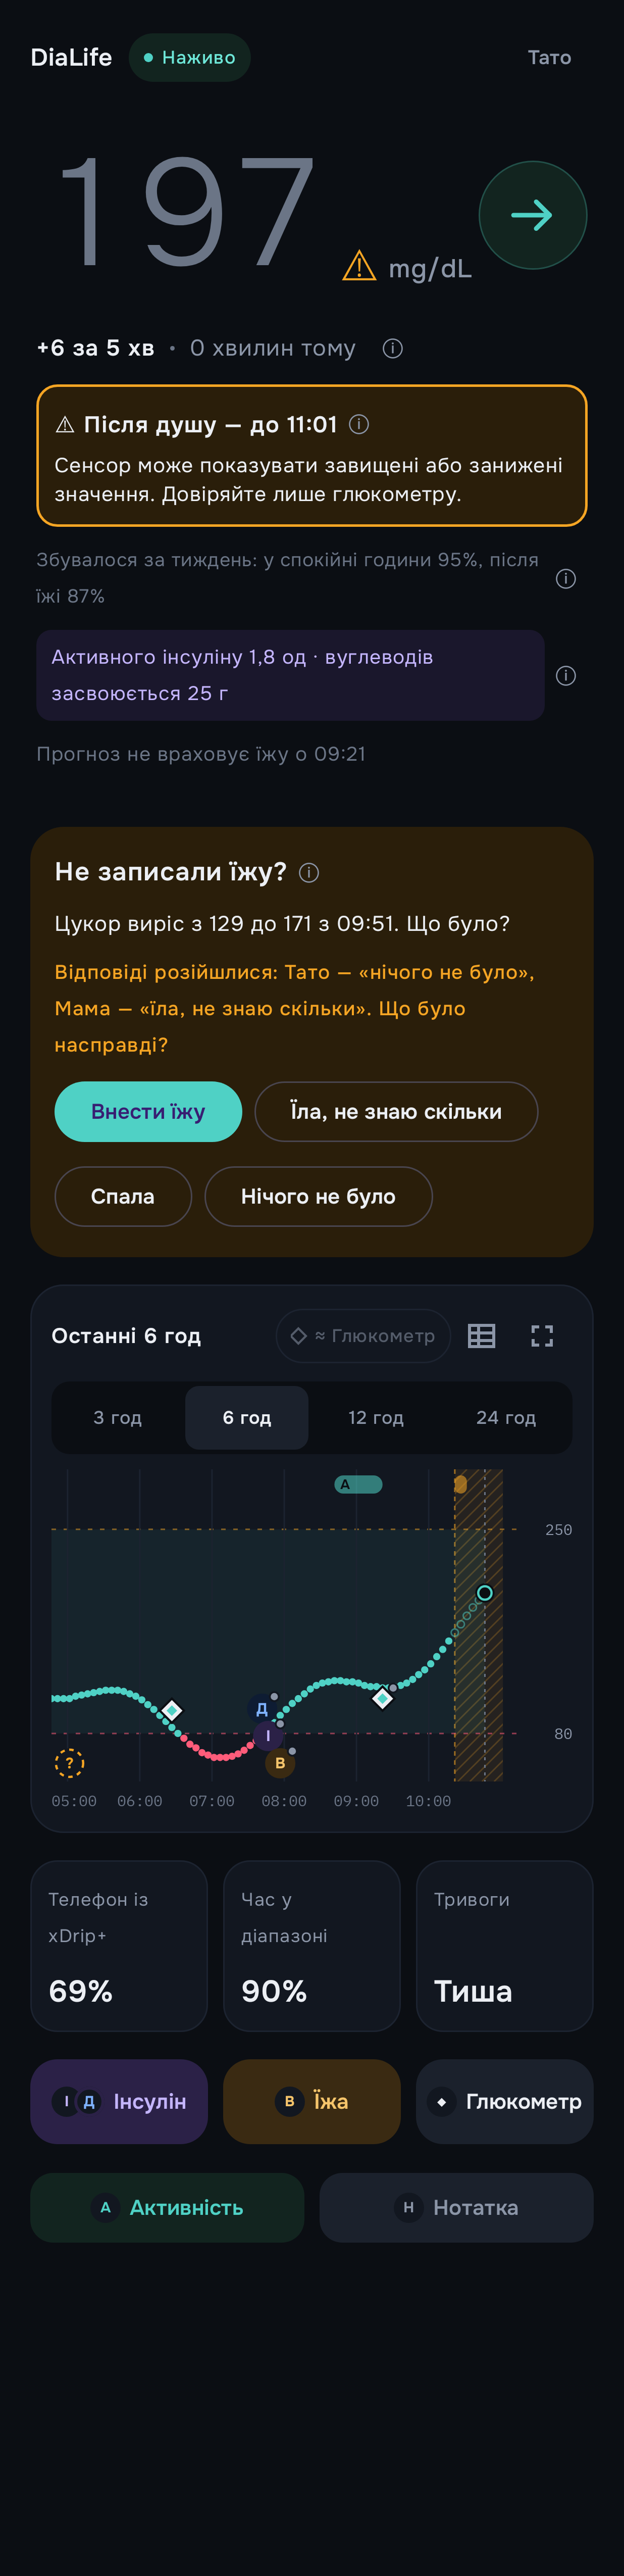 DiaLife Наживо Тато
197 ⚠ mg/dL →
+6 за 5 хв • 0 хвилин тому ⓘ
⚠ Після душу — до 11:01 ⓘ
Сенсор може показувати завищені або занижені
значення. Довіряйте лише глюкометру.
Збувалося за тиждень: у спокійні години 95%, після
їжі 87% ⓘ
Активного інсуліну 1,8 од · вуглеводів
засвоюється 25 г ⓘ
Прогноз не враховує їжу о 09:21
Не записали їжу? ⓘ
Цукор виріс з 129 до 171 з 09:51. Що було?
Відповіді розійшлися: Тато — «нічого не було»,
Мама — «їла, не знаю скільки». Що було
насправді?
Внести їжу Їла, не знаю скільки
Спала Нічого не було
Останні 6 год ≈ Глюкометр
3 год 6 год 12 год 24 год
А
250
Д
І
80
? В
05:00 06:00 07:00 08:00 09:00 10:00
Телефон із Час у Тривоги
xDrip+ діапазоні
69% 90% Тиша
І Д Інсулін В Їжа Глюкометр
А Активність Н Нотатка